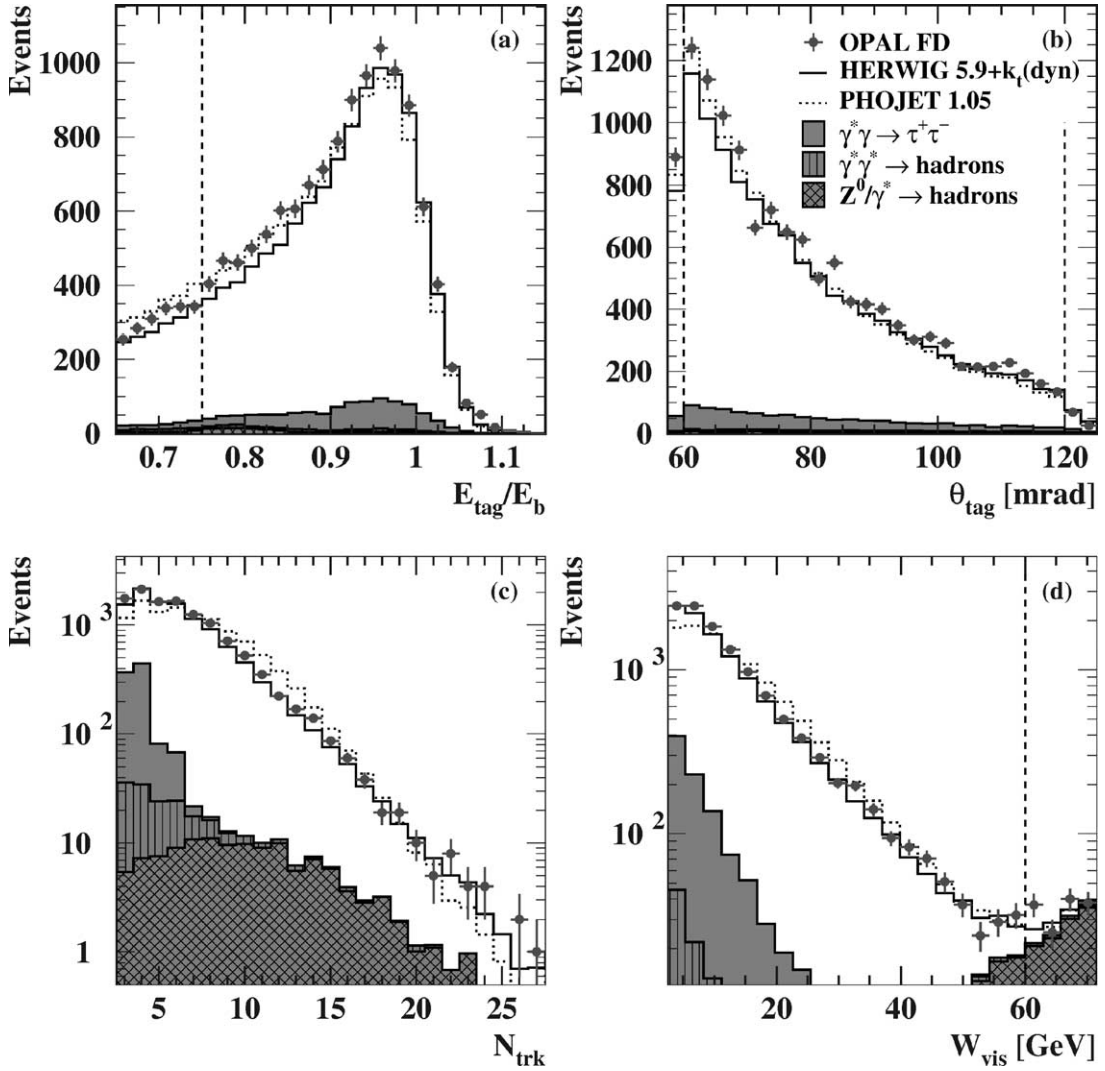 Events
(a)
1000
800
600
400
200
0
0.7 0.8 0.9 1 1.1
E_tag/E_b
Events
(b)
OPAL FD
HERWIG 5.9+k_t(dyn)
PHOJET 1.05
γ*γ → τ⁺τ⁻
γ*γ* → hadrons
Z⁰/γ* → hadrons
1200
1000
800
600
400
200
0
60 80 100 120
θ_tag [mrad]
Events
(c)
10³
10²
10
1
5 10 15 20 25
N_trk
Events
(d)
10³
10²
20 40 60
W_vis [GeV]